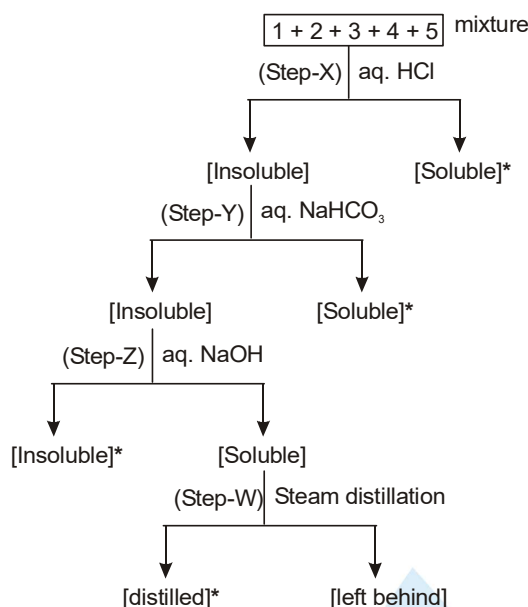 1 + 2 + 3 + 4 + 5 mixture
(Step-X) aq. HCl
[Insoluble] [Soluble]*
(Step-Y) aq. NaHCO₃
[Insoluble] [Soluble]*
(Step-Z) aq. NaOH
[Insoluble]* [Soluble]
(Step-W) Steam distillation
[distilled]* [left behind]